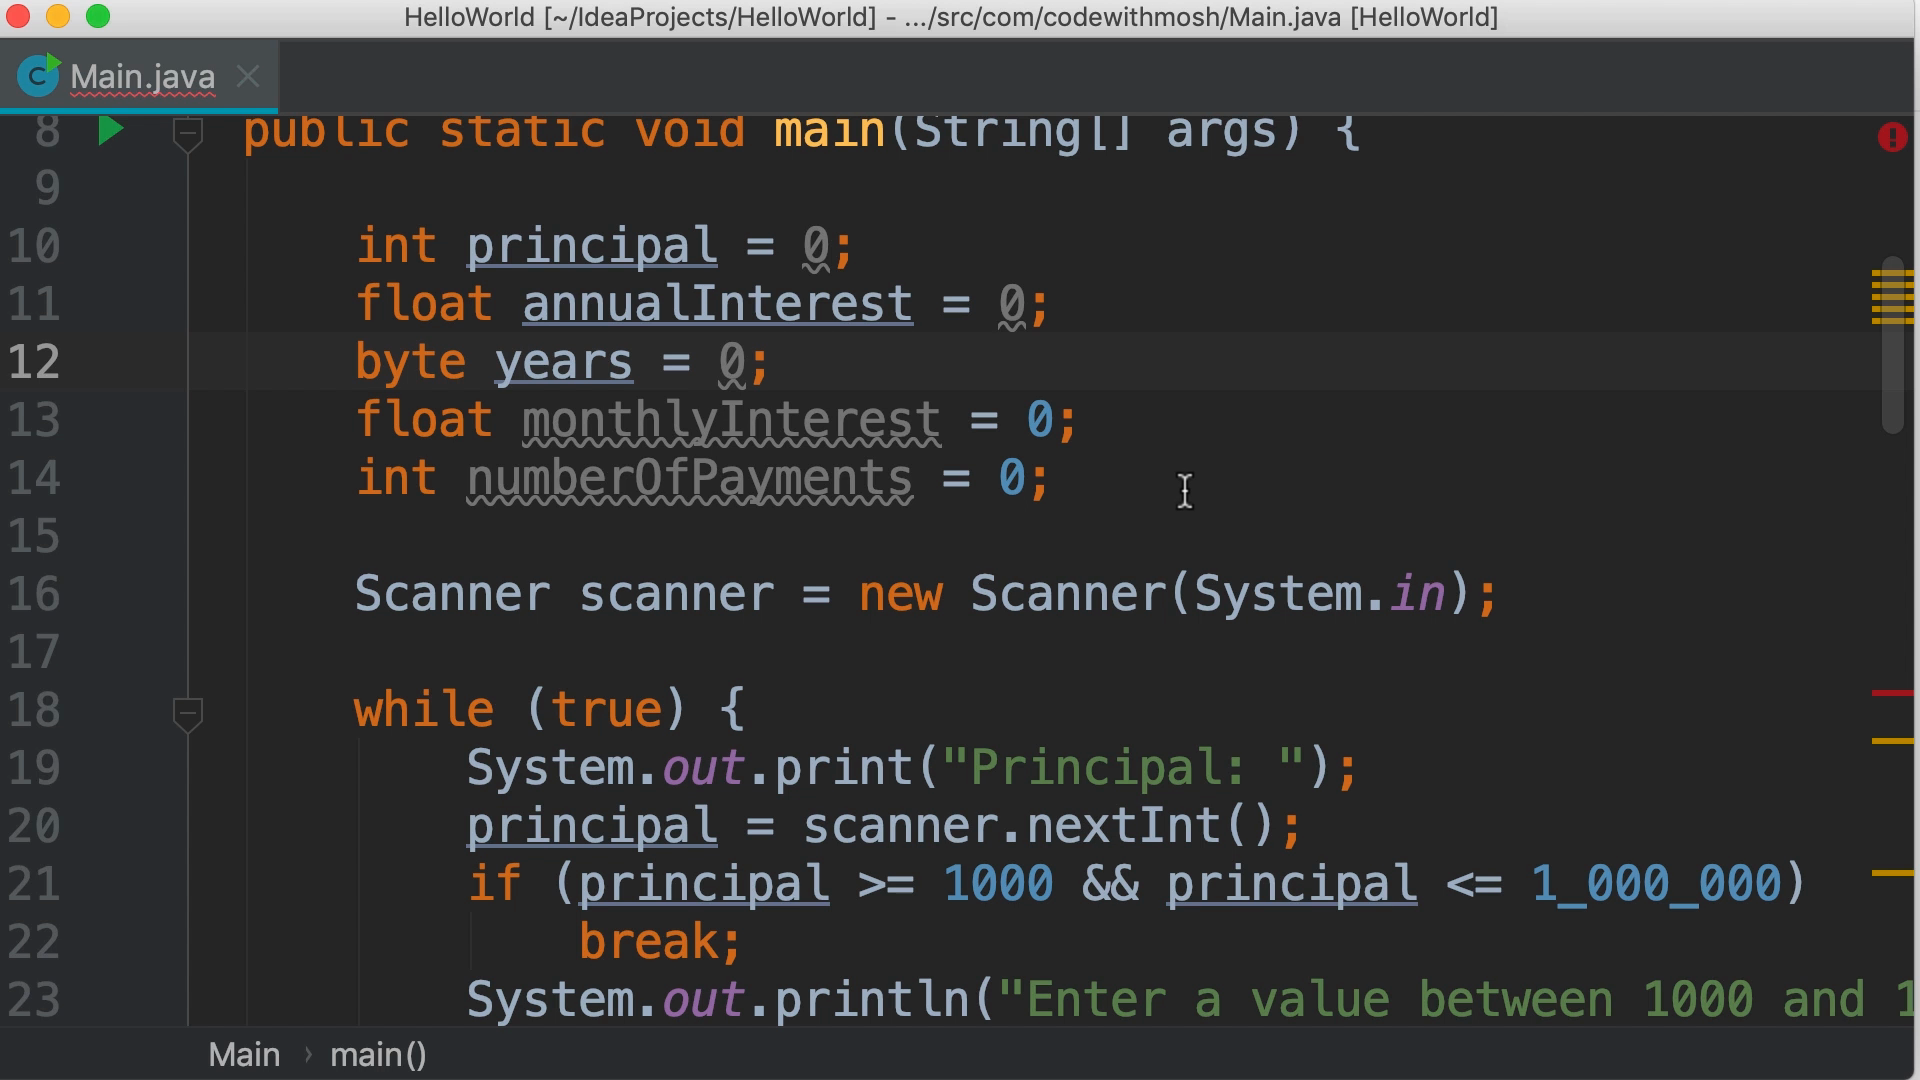 HelloWorld [~/IdeaProjects/HelloWorld] - .../src/com/codewithmosh/Main.java [HelloWorld]
Main.java
8 public static void main(String[] args) {
9
10 int principal = 0;
11 float annualInterest = 0;
12 byte years = 0;
13 float monthlyInterest = 0;
14 int numberOfPayments = 0;
15
16 Scanner scanner = new Scanner(System.in);
17
18 while (true) {
19 System.out.print("Principal: ");
20 principal = scanner.nextInt();
21 if (principal >= 1000 && principal <= 1_000_000)
22 break;
23 System.out.println("Enter a value between 1000 and 1
Main › main()